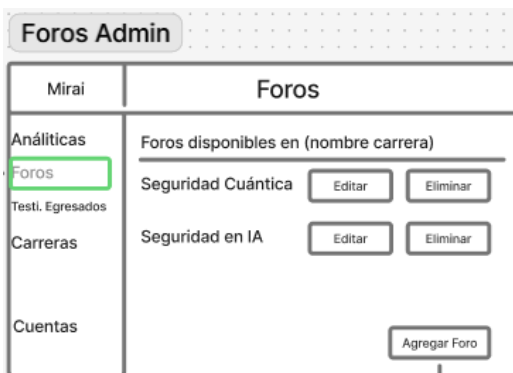 Foros Admin
Mirai
Foros
Análiticas
Foros
Testi. Egresados
Carreras
Cuentas
Foros disponibles en (nombre carrera)
Seguridad Cuántica Editar Eliminar
Seguridad en IA Editar Eliminar
Agregar Foro